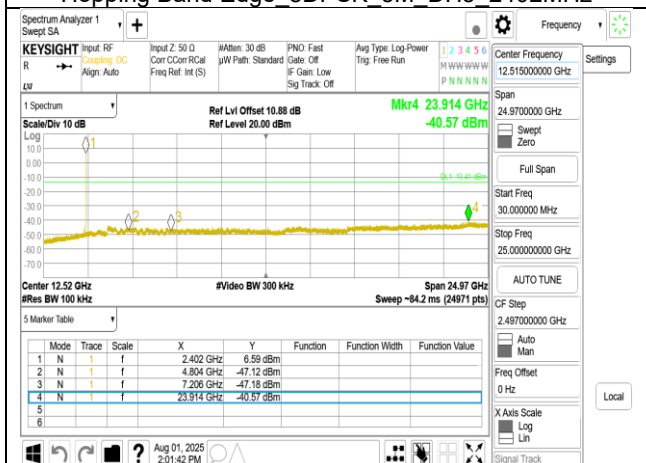 Spectrum Analyzer 1
Swept SA
Frequency
Settings
KEYSIGHT
R
LXI
Input: RF
Coupling: DC
Align: Auto
Input Z: 50 Ω
Corr CCorr RCal
Freq Ref: Int (S)
#Atten: 30 dB
µW Path: Standard
PNO: Fast
Gate: Off
IF Gain: Low
Sig Track: Off
Avg Type: Log-Power
Trig: Free Run
1 2 3 4 5 6
M W W W W W
P N N N N N
1 Spectrum
Scale/Div 10 dB
Ref Lvl Offset 10.88 dB
Ref Level 20.00 dBm
Mkr4 23.914 GHz
-40.57 dBm
Log
10.0
0.00
-10.0
-20.0
-30.0
-40.0
-50.0
-60.0
-70.0
1
2
3
4
DL1 -13.41 dBm
Center 12.52 GHz
#Res BW 100 kHz
#Video BW 300 kHz
Span 24.97 GHz
Sweep ~84.2 ms (24971 pts)
5 Marker Table
Mode Trace Scale X Y Function Function Width Function Value
1 N 1 f 2.402 GHz 6.59 dBm
2 N 1 f 4.804 GHz -47.12 dBm
3 N 1 f 7.206 GHz -47.18 dBm
4 N 1 f 23.914 GHz -40.57 dBm
5
6
Aug 01, 2025
2:01:42 PM
Center Frequency
12.515000000 GHz
Span
24.9700000 GHz
Swept
Zero
Full Span
Start Freq
30.000000 MHz
Stop Freq
25.000000000 GHz
AUTO TUNE
CF Step
2.497000000 GHz
Auto
Man
Freq Offset
0 Hz
X Axis Scale
Log
Lin
Signal Track
Local